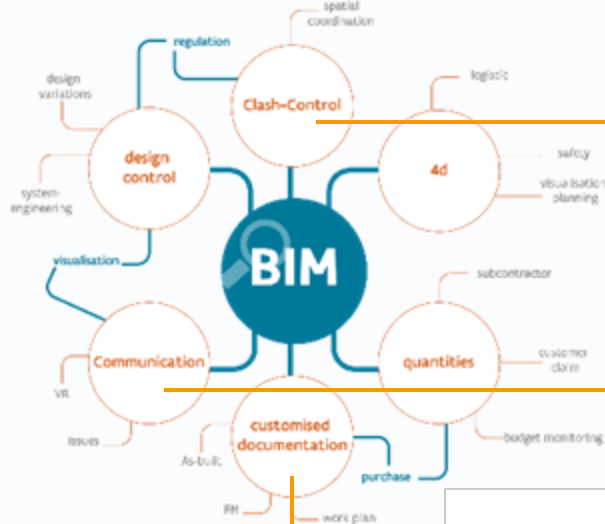 spatial
coordination
regulation
logistic
design
variations
Clash-Control
design
control
4d
safety
visualisation
planning
system-
engineering
BIM
visualisation
subcontractor
Communication
quantities
customer
claim
VR
customised
documentation
issues
As-built
budget monitoring
purchase
FM
work plan